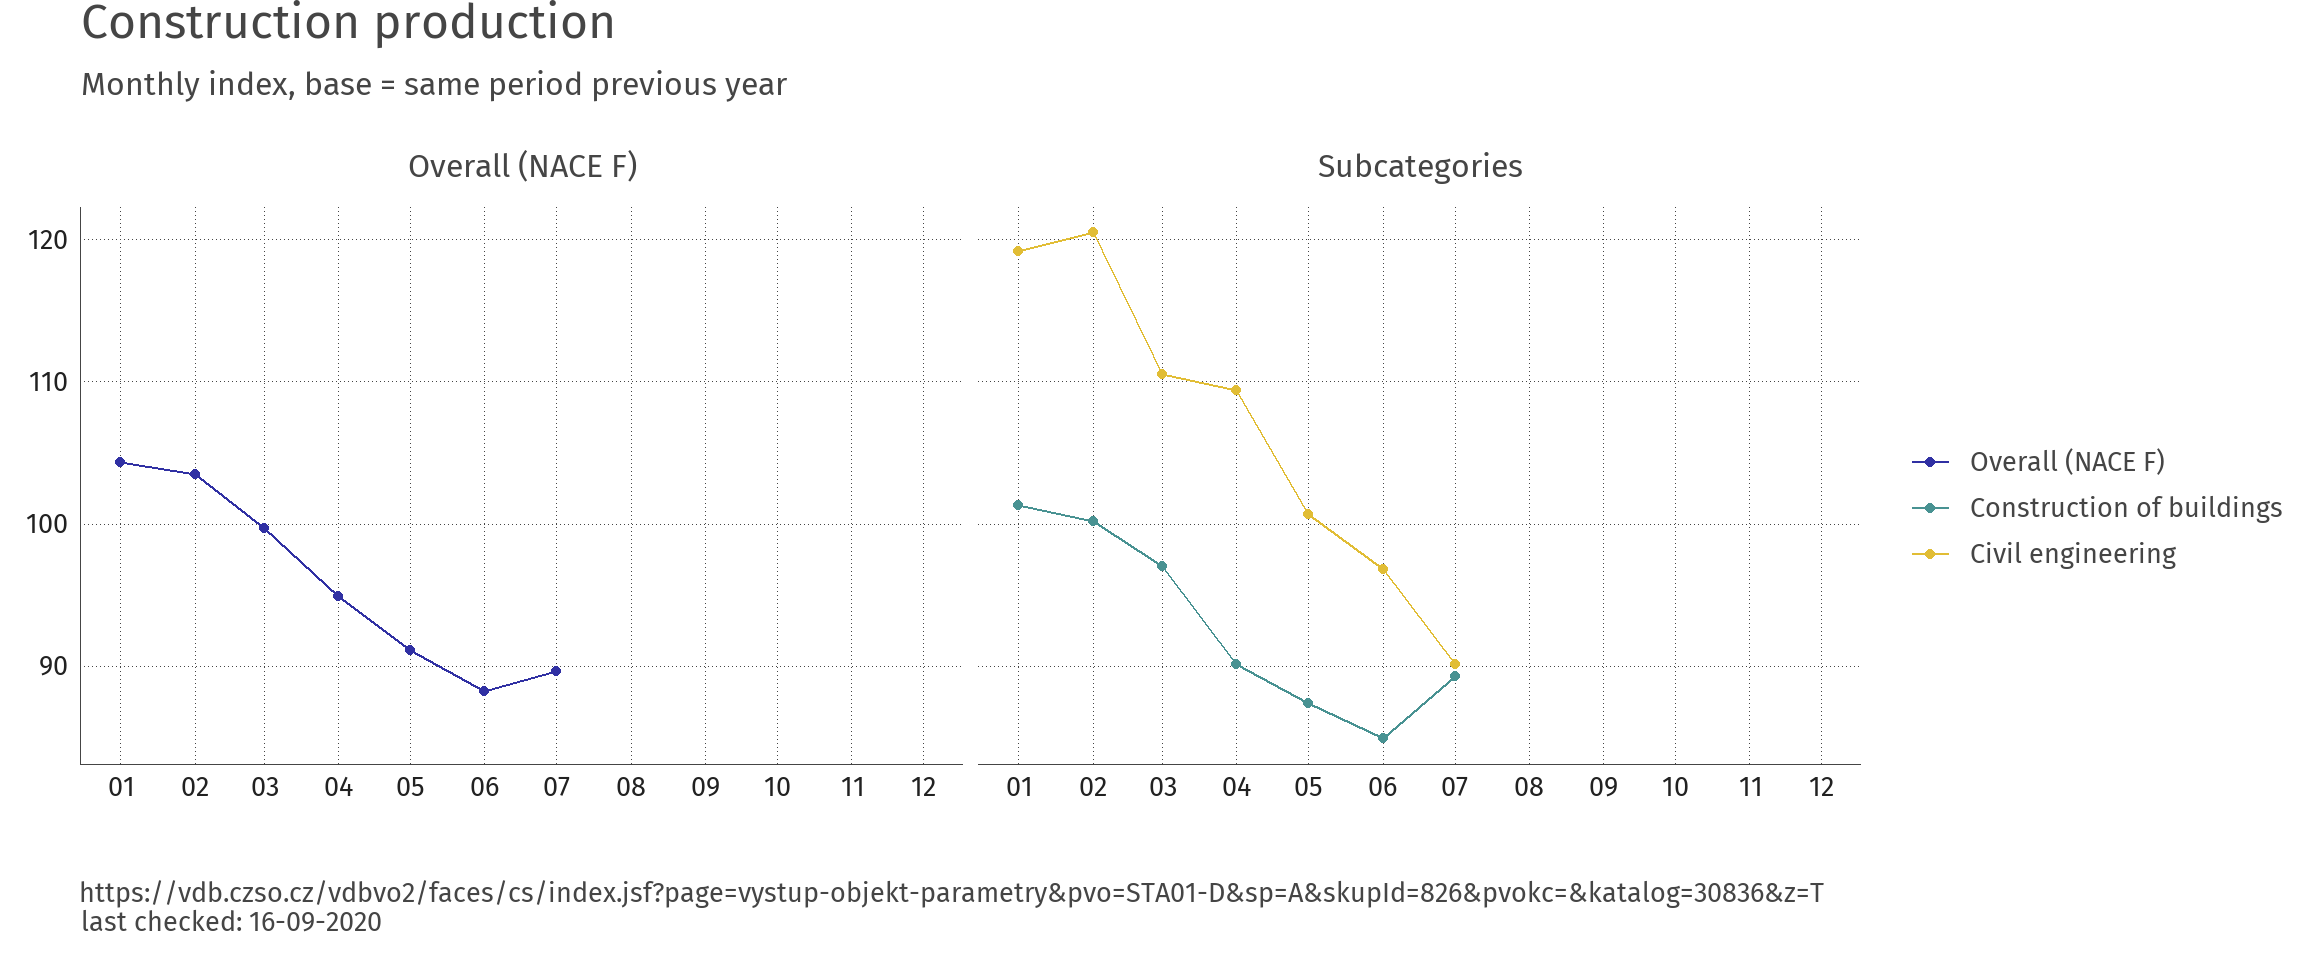 Construction production
Monthly index, base = same period previous year
Overall (NACE F)
Subcategories
120
110
100
90
01 02 03 04 05 06 07 08 09 10 11 12
01 02 03 04 05 06 07 08 09 10 11 12
Overall (NACE F)
Construction of buildings
Civil engineering
https://vdb.czso.cz/vdbvo2/faces/cs/index.jsf?page=vystup-objekt-parametry&pvo=STA01-D&sp=A&skupId=826&pvokc=&katalog=30836&z=T
last checked: 16-09-2020